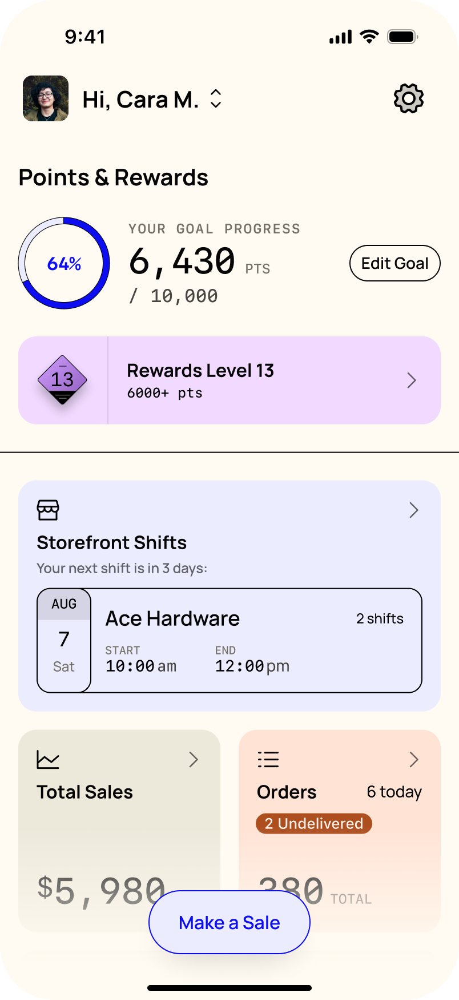 9:41
Hi, Cara M.
Points & Rewards
64%
YOUR GOAL PROGRESS
6,430 PTS
/ 10,000
Edit Goal
13
Rewards Level 13
6000+ pts
Storefront Shifts
Your next shift is in 3 days:
AUG
7
Sat
Ace Hardware
2 shifts
START
10:00 am
END
12:00 pm
Total Sales
$5,980
Orders
6 today
2 Undelivered
380 TOTAL
Make a Sale